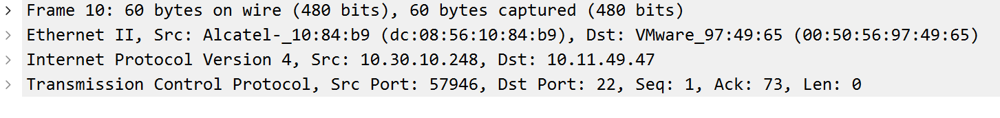 Frame 10: 60 bytes on wire (480 bits), 60 bytes captured (480 bits)
Ethernet II, Src: Alcatel-_10:84:b9 (dc:08:56:10:84:b9), Dst: VMware_97:49:65 (00:50:56:97:49:65)
Internet Protocol Version 4, Src: 10.30.10.248, Dst: 10.11.49.47
Transmission Control Protocol, Src Port: 57946, Dst Port: 22, Seq: 1, Ack: 73, Len: 0